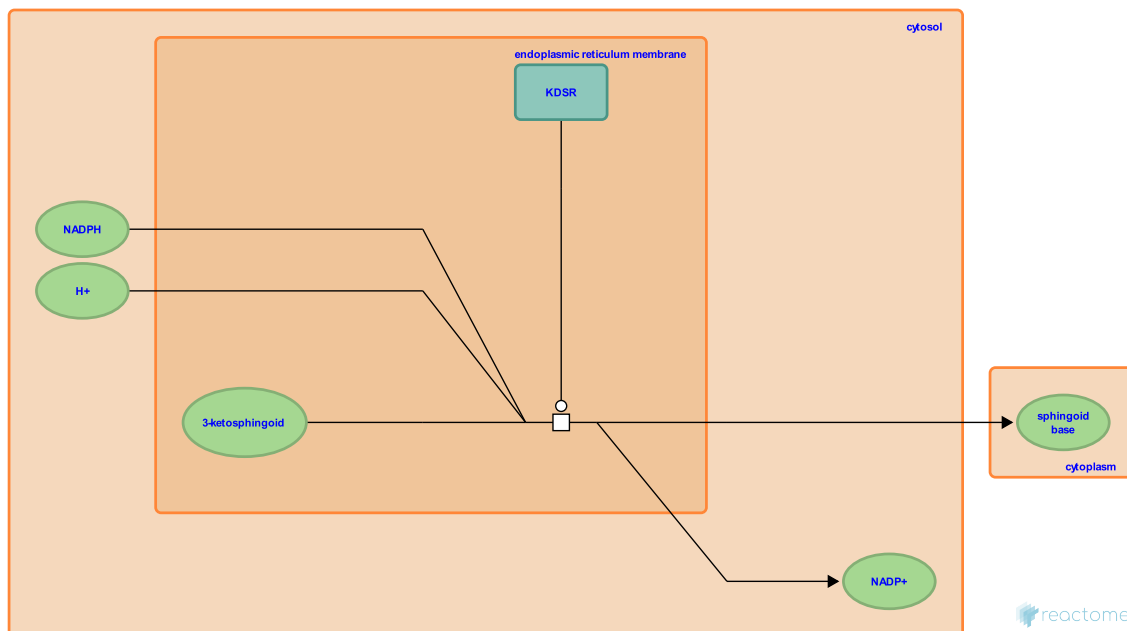 cytosol
endoplasmic reticulum membrane
KDSR
NADPH
H+
3-ketosphingoid
sphingoid
base
cytoplasm
NADP+
reactome